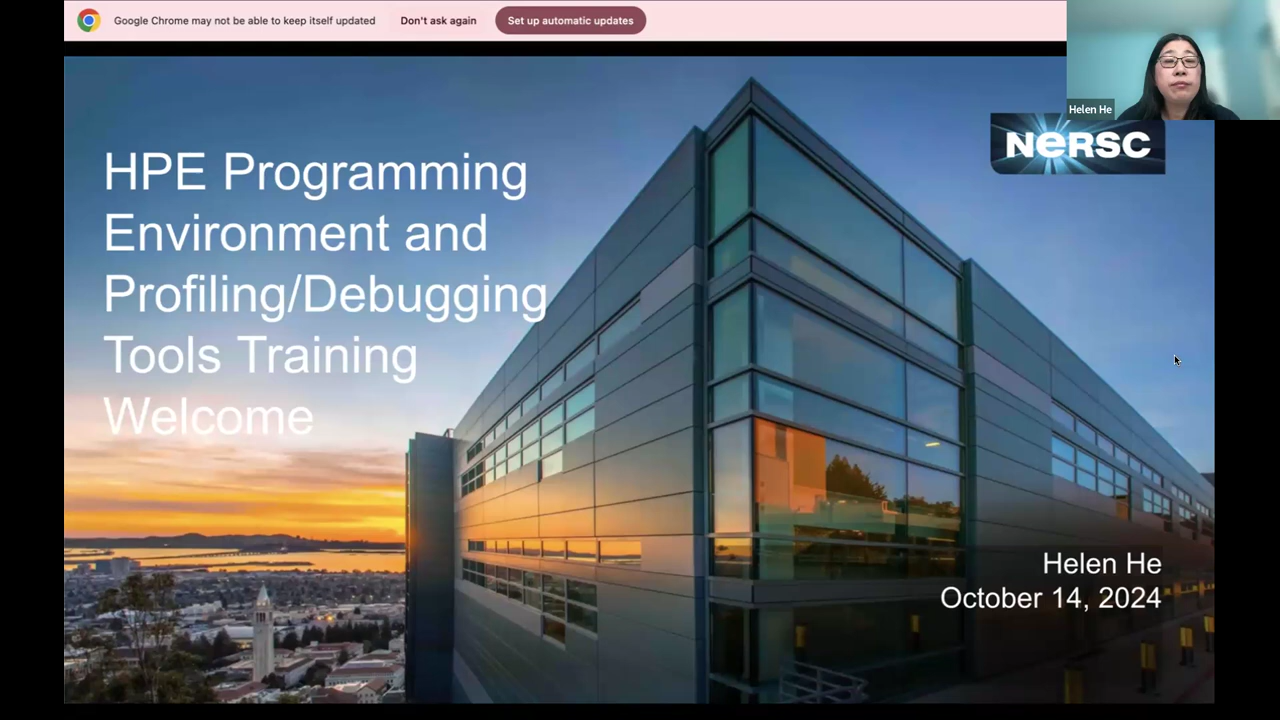 Google Chrome may not be able to keep itself updated Don't ask again Set up automatic updates
Helen He
NERSC
HPE Programming
Environment and
Profiling/Debugging
Tools Training
Welcome
Helen He
October 14, 2024